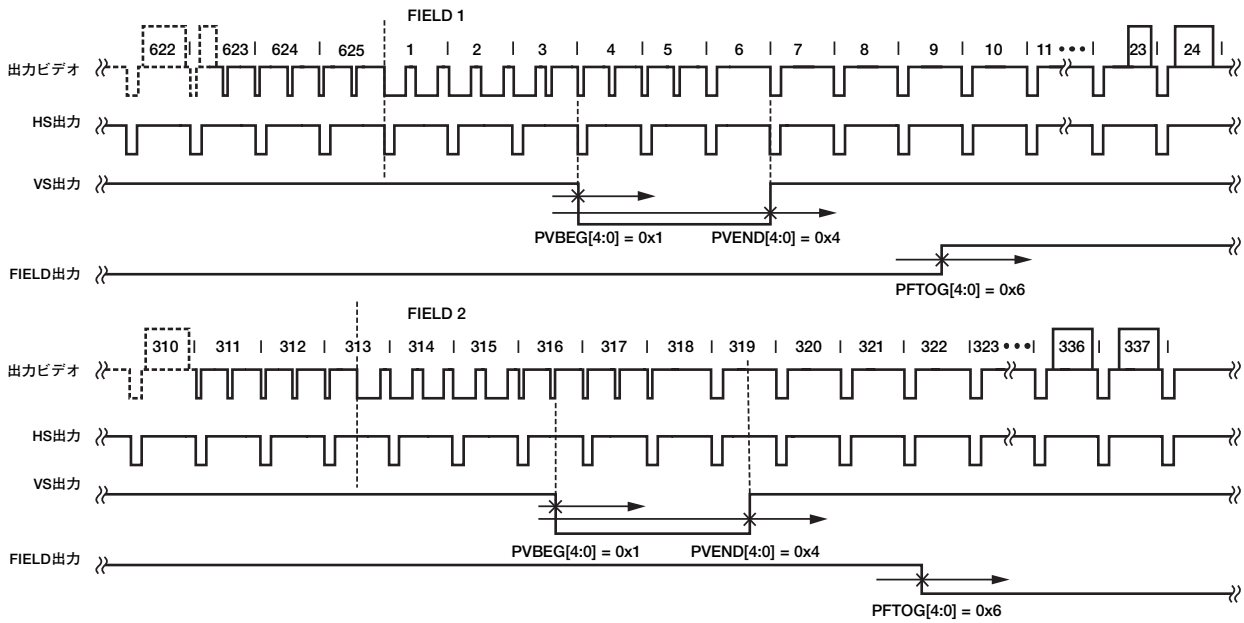 FIELD 1
622 623 624 625 1 2 3 4 5 6 7 8 9 10 11 ••• 23 24
出力ビデオ
HS出力
VS出力
PVBEG[4:0] = 0x1 PVEND[4:0] = 0x4
FIELD出力
PFTOG[4:0] = 0x6
FIELD 2
310 311 312 313 314 315 316 317 318 319 320 321 322 323 ••• 336 337
出力ビデオ
HS出力
VS出力
PVBEG[4:0] = 0x1 PVEND[4:0] = 0x4
FIELD出力
PFTOG[4:0] = 0x6